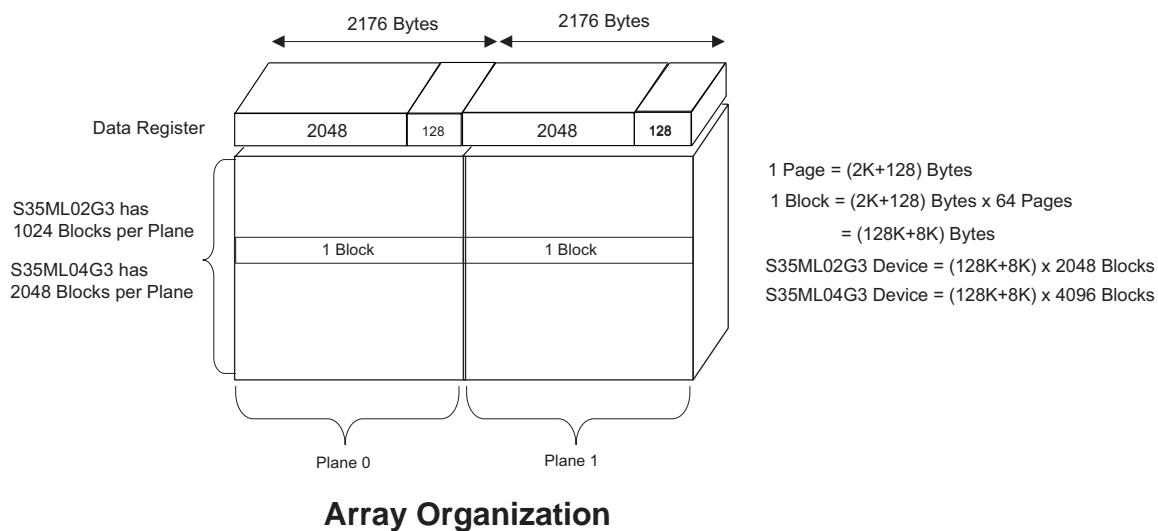 2176 Bytes
2176 Bytes
Data Register
2048
128
2048
128
S35ML02G3 has
1024 Blocks per Plane
S35ML04G3 has
2048 Blocks per Plane
1 Block
1 Block
1 Page = (2K+128) Bytes
1 Block = (2K+128) Bytes x 64 Pages
= (128K+8K) Bytes
S35ML02G3 Device = (128K+8K) x 2048 Blocks
S35ML04G3 Device = (128K+8K) x 4096 Blocks
Plane 0
Plane 1
Array Organization